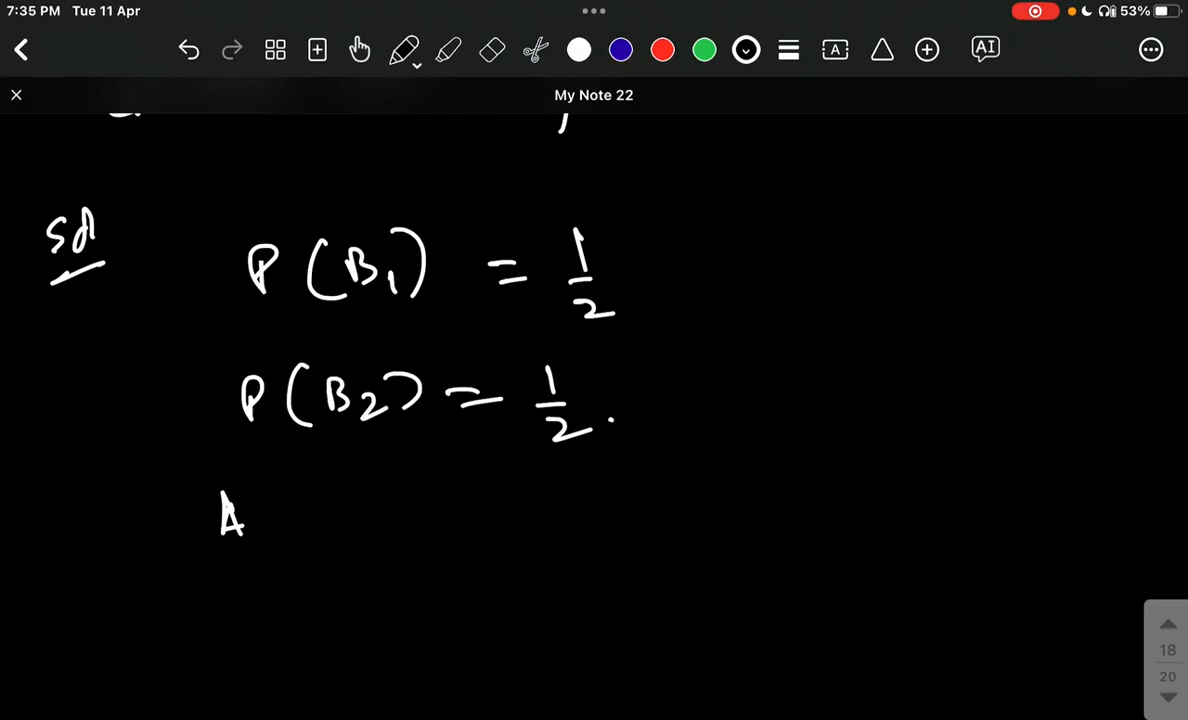 7:35 PM Tue 11 Apr 53%
A AI
My Note 22
Sol
P(B₁) = 1/2
P(B₂) = 1/2.
A
18
20